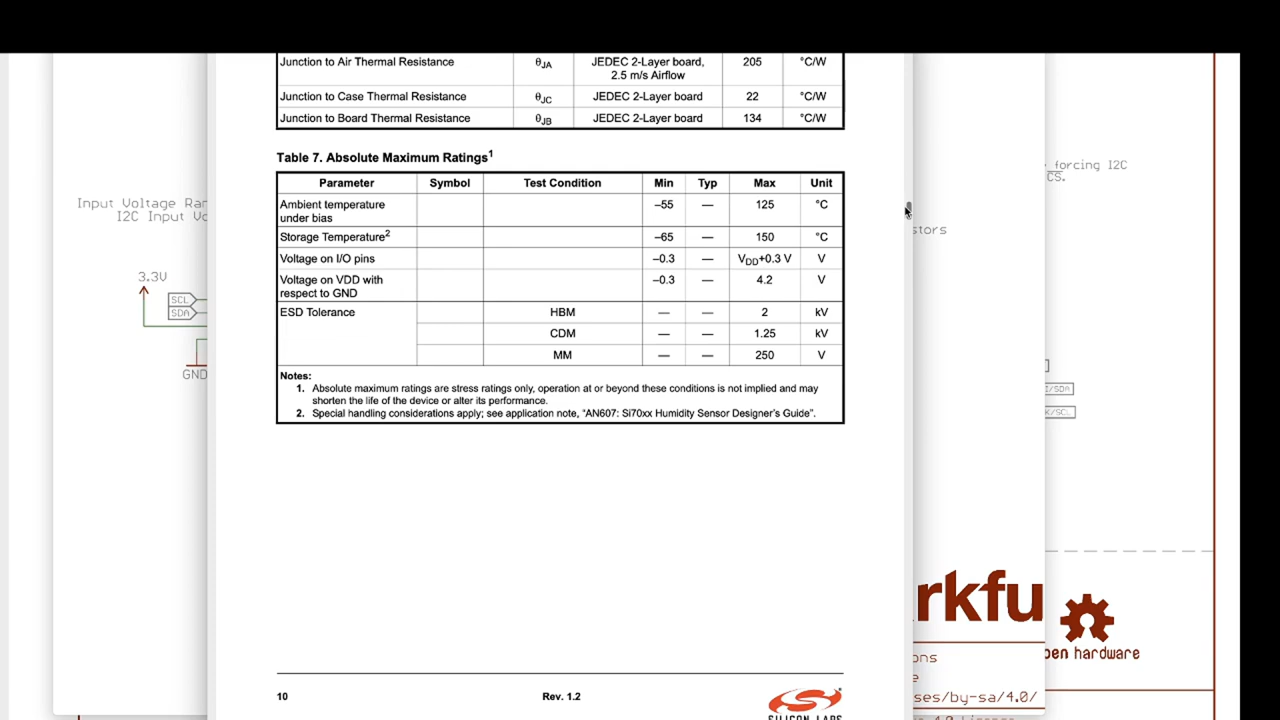 Junction to Air Thermal Resistance θJA JEDEC 2-Layer board, 205 °C/W
2.5 m/s Airflow
Junction to Case Thermal Resistance θJC JEDEC 2-Layer board 22 °C/W
Junction to Board Thermal Resistance θJB JEDEC 2-Layer board 134 °C/W
Table 7. Absolute Maximum Ratings1
Parameter Symbol Test Condition Min Typ Max Unit
Ambient temperature –55 — 125 °C
under bias
Storage Temperature2 –65 — 150 °C
Voltage on I/O pins –0.3 — VDD+0.3 V V
Voltage on VDD with –0.3 — 4.2 V
respect to GND
ESD Tolerance HBM — — 2 kV
CDM — — 1.25 kV
MM — — 250 V
Notes:
1. Absolute maximum ratings are stress ratings only, operation at or beyond these conditions is not implied and may
shorten the life of the device or alter its performance.
2. Special handling considerations apply; see application note, "AN607: Si70xx Humidity Sensor Designer's Guide".
10 Rev. 1.2
SILICON LABS
Input Voltage Ran
I2C Input Vo
3.3V
SCL
SDA
GND
forcing I2C
CS.
stors
I/SDA
K/SCL
rkfu
pen hardware
ons
e
ses/by-sa/4.0/